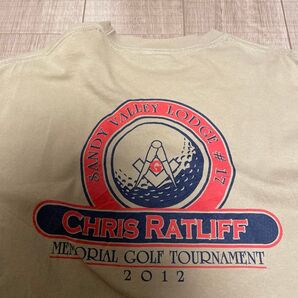 SANDY VALLEY LODGE # 17
G
CHRIS RATLIFF
MEMORIAL GOLF TOURNAMENT
2012